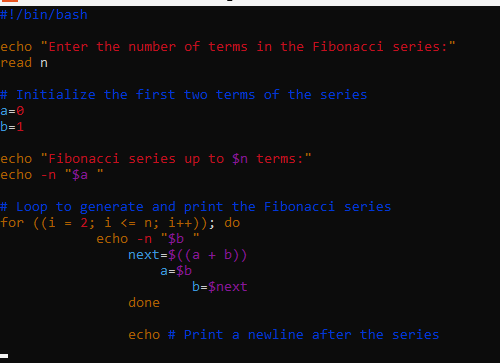 #!/bin/bash
echo "Enter the number of terms in the Fibonacci series:"
read n
# Initialize the first two terms of the series
a=0
b=1
echo "Fibonacci series up to $n terms:"
echo -n "$a "
# Loop to generate and print the Fibonacci series
for ((i = 2; i <= n; i++)); do
echo -n "$b "
next=$((a + b))
a=$b
b=$next
done
echo # Print a newline after the series